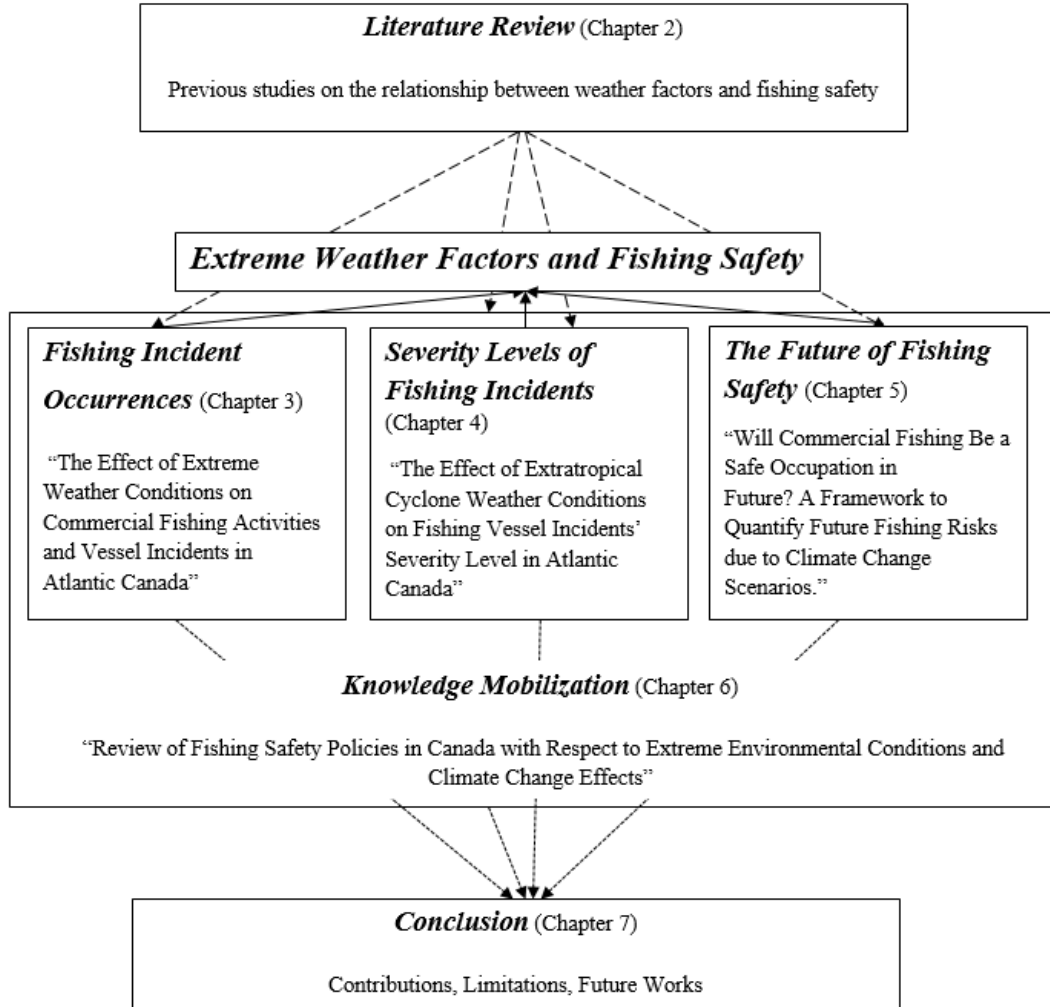 Literature Review (Chapter 2)
Previous studies on the relationship between weather factors and fishing safety
Extreme Weather Factors and Fishing Safety
Fishing Incident
Occurrences (Chapter 3)
“The Effect of Extreme
Weather Conditions on
Commercial Fishing Activities
and Vessel Incidents in
Atlantic Canada”
Severity Levels of
Fishing Incidents
(Chapter 4)
“The Effect of Extratropical
Cyclone Weather Conditions
on Fishing Vessel Incidents’
Severity Level in Atlantic
Canada”
The Future of Fishing
Safety (Chapter 5)
“Will Commercial Fishing Be a
Safe Occupation in
Future? A Framework to
Quantify Future Fishing Risks
due to Climate Change
Scenarios.”
Knowledge Mobilization (Chapter 6)
“Review of Fishing Safety Policies in Canada with Respect to Extreme Environmental Conditions and
Climate Change Effects”
Conclusion (Chapter 7)
Contributions, Limitations, Future Works